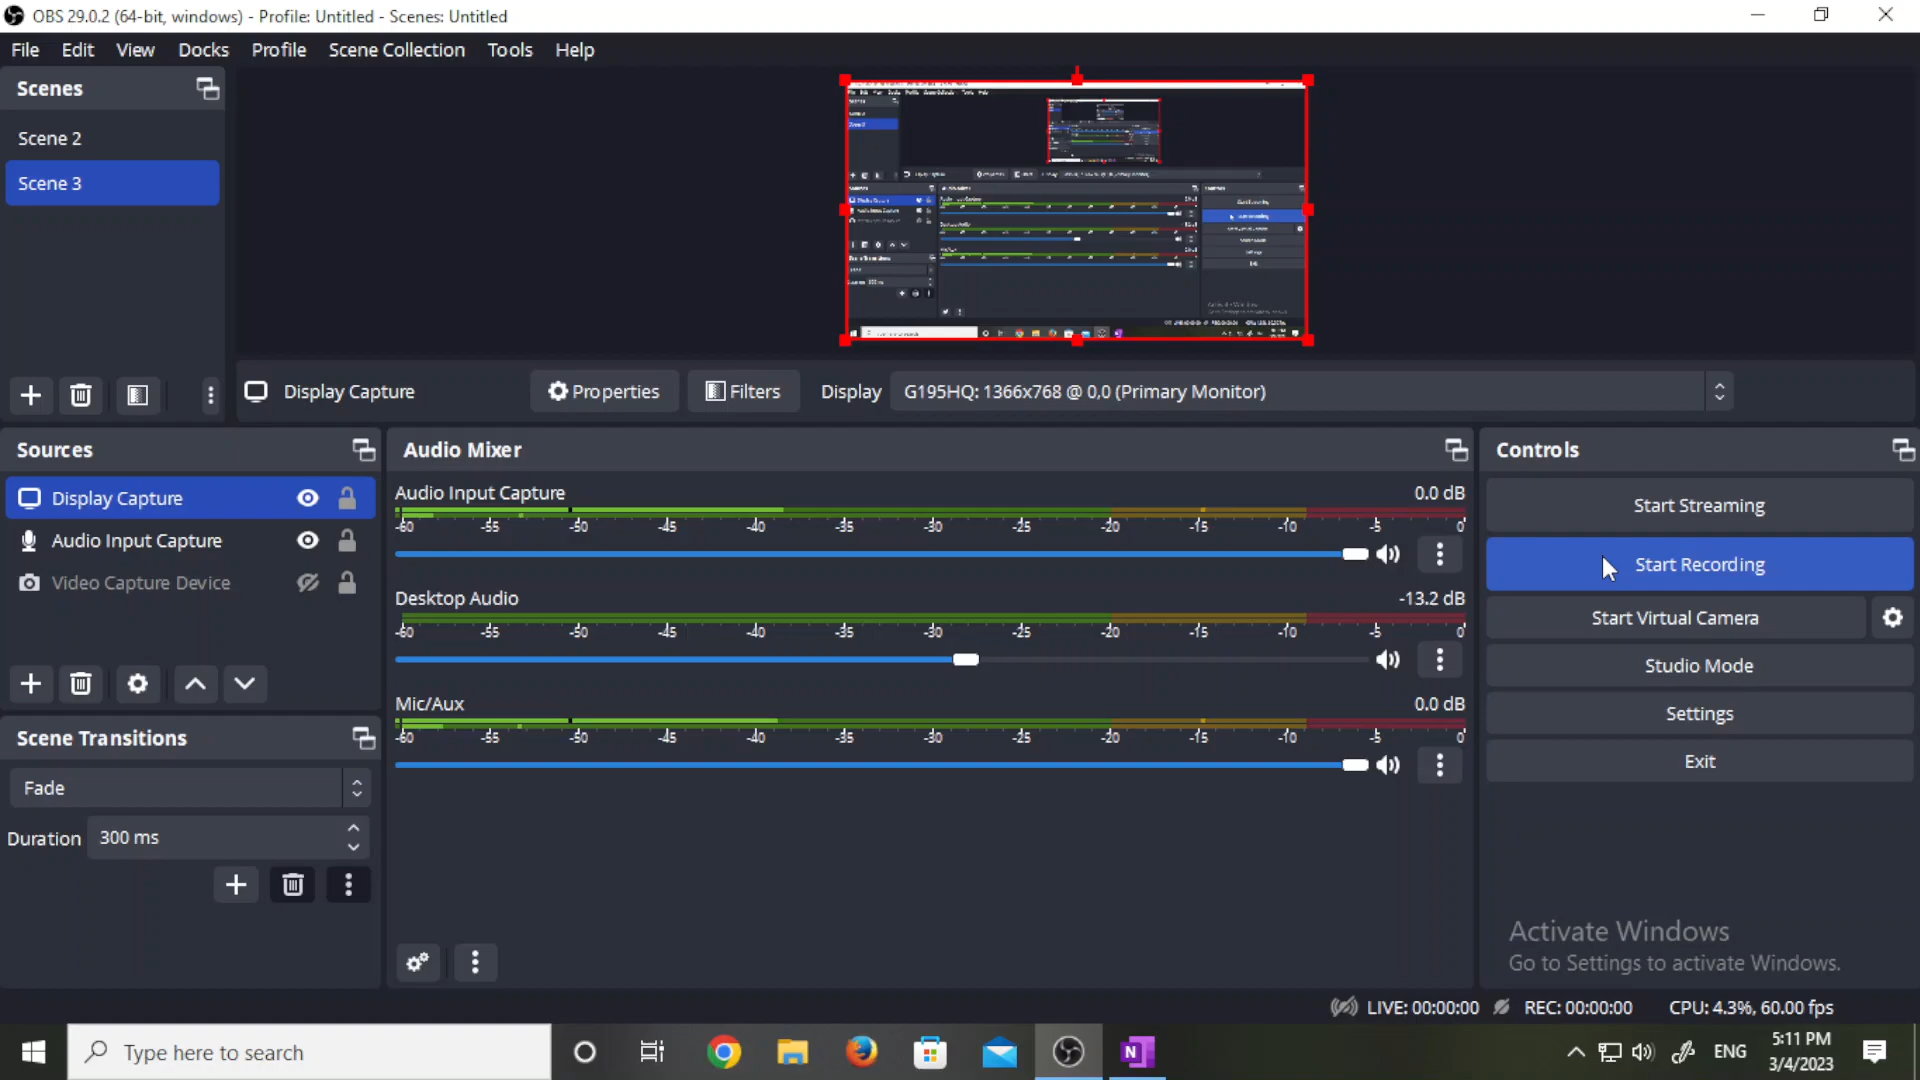 OBS 29.0.2 (64-bit, windows) - Profile: Untitled - Scenes: Untitled
File Edit View Docks Profile Scene Collection Tools Help
Scenes
Scene 2
Scene 3
Display Capture Properties Filters Display G195HQ: 1366x768 @ 0,0 (Primary Monitor)
Sources
Display Capture
Audio Input Capture
Video Capture Device
Scene Transitions
Fade
Duration 300 ms
Audio Mixer
Audio Input Capture 0.0 dB
-60 -55 -50 -45 -40 -35 -30 -25 -20 -15 -10 -5 0
Desktop Audio -13.2 dB
-60 -55 -50 -45 -40 -35 -30 -25 -20 -15 -10 -5 0
Mic/Aux 0.0 dB
-60 -55 -50 -45 -40 -35 -30 -25 -20 -15 -10 -5 0
Controls
Start Streaming
Start Recording
Start Virtual Camera
Studio Mode
Settings
Exit
Activate Windows
Go to Settings to activate Windows.
LIVE: 00:00:00 REC: 00:00:00 CPU: 4.3%, 60.00 fps
Type here to search
N
ENG
5:11 PM
3/4/2023